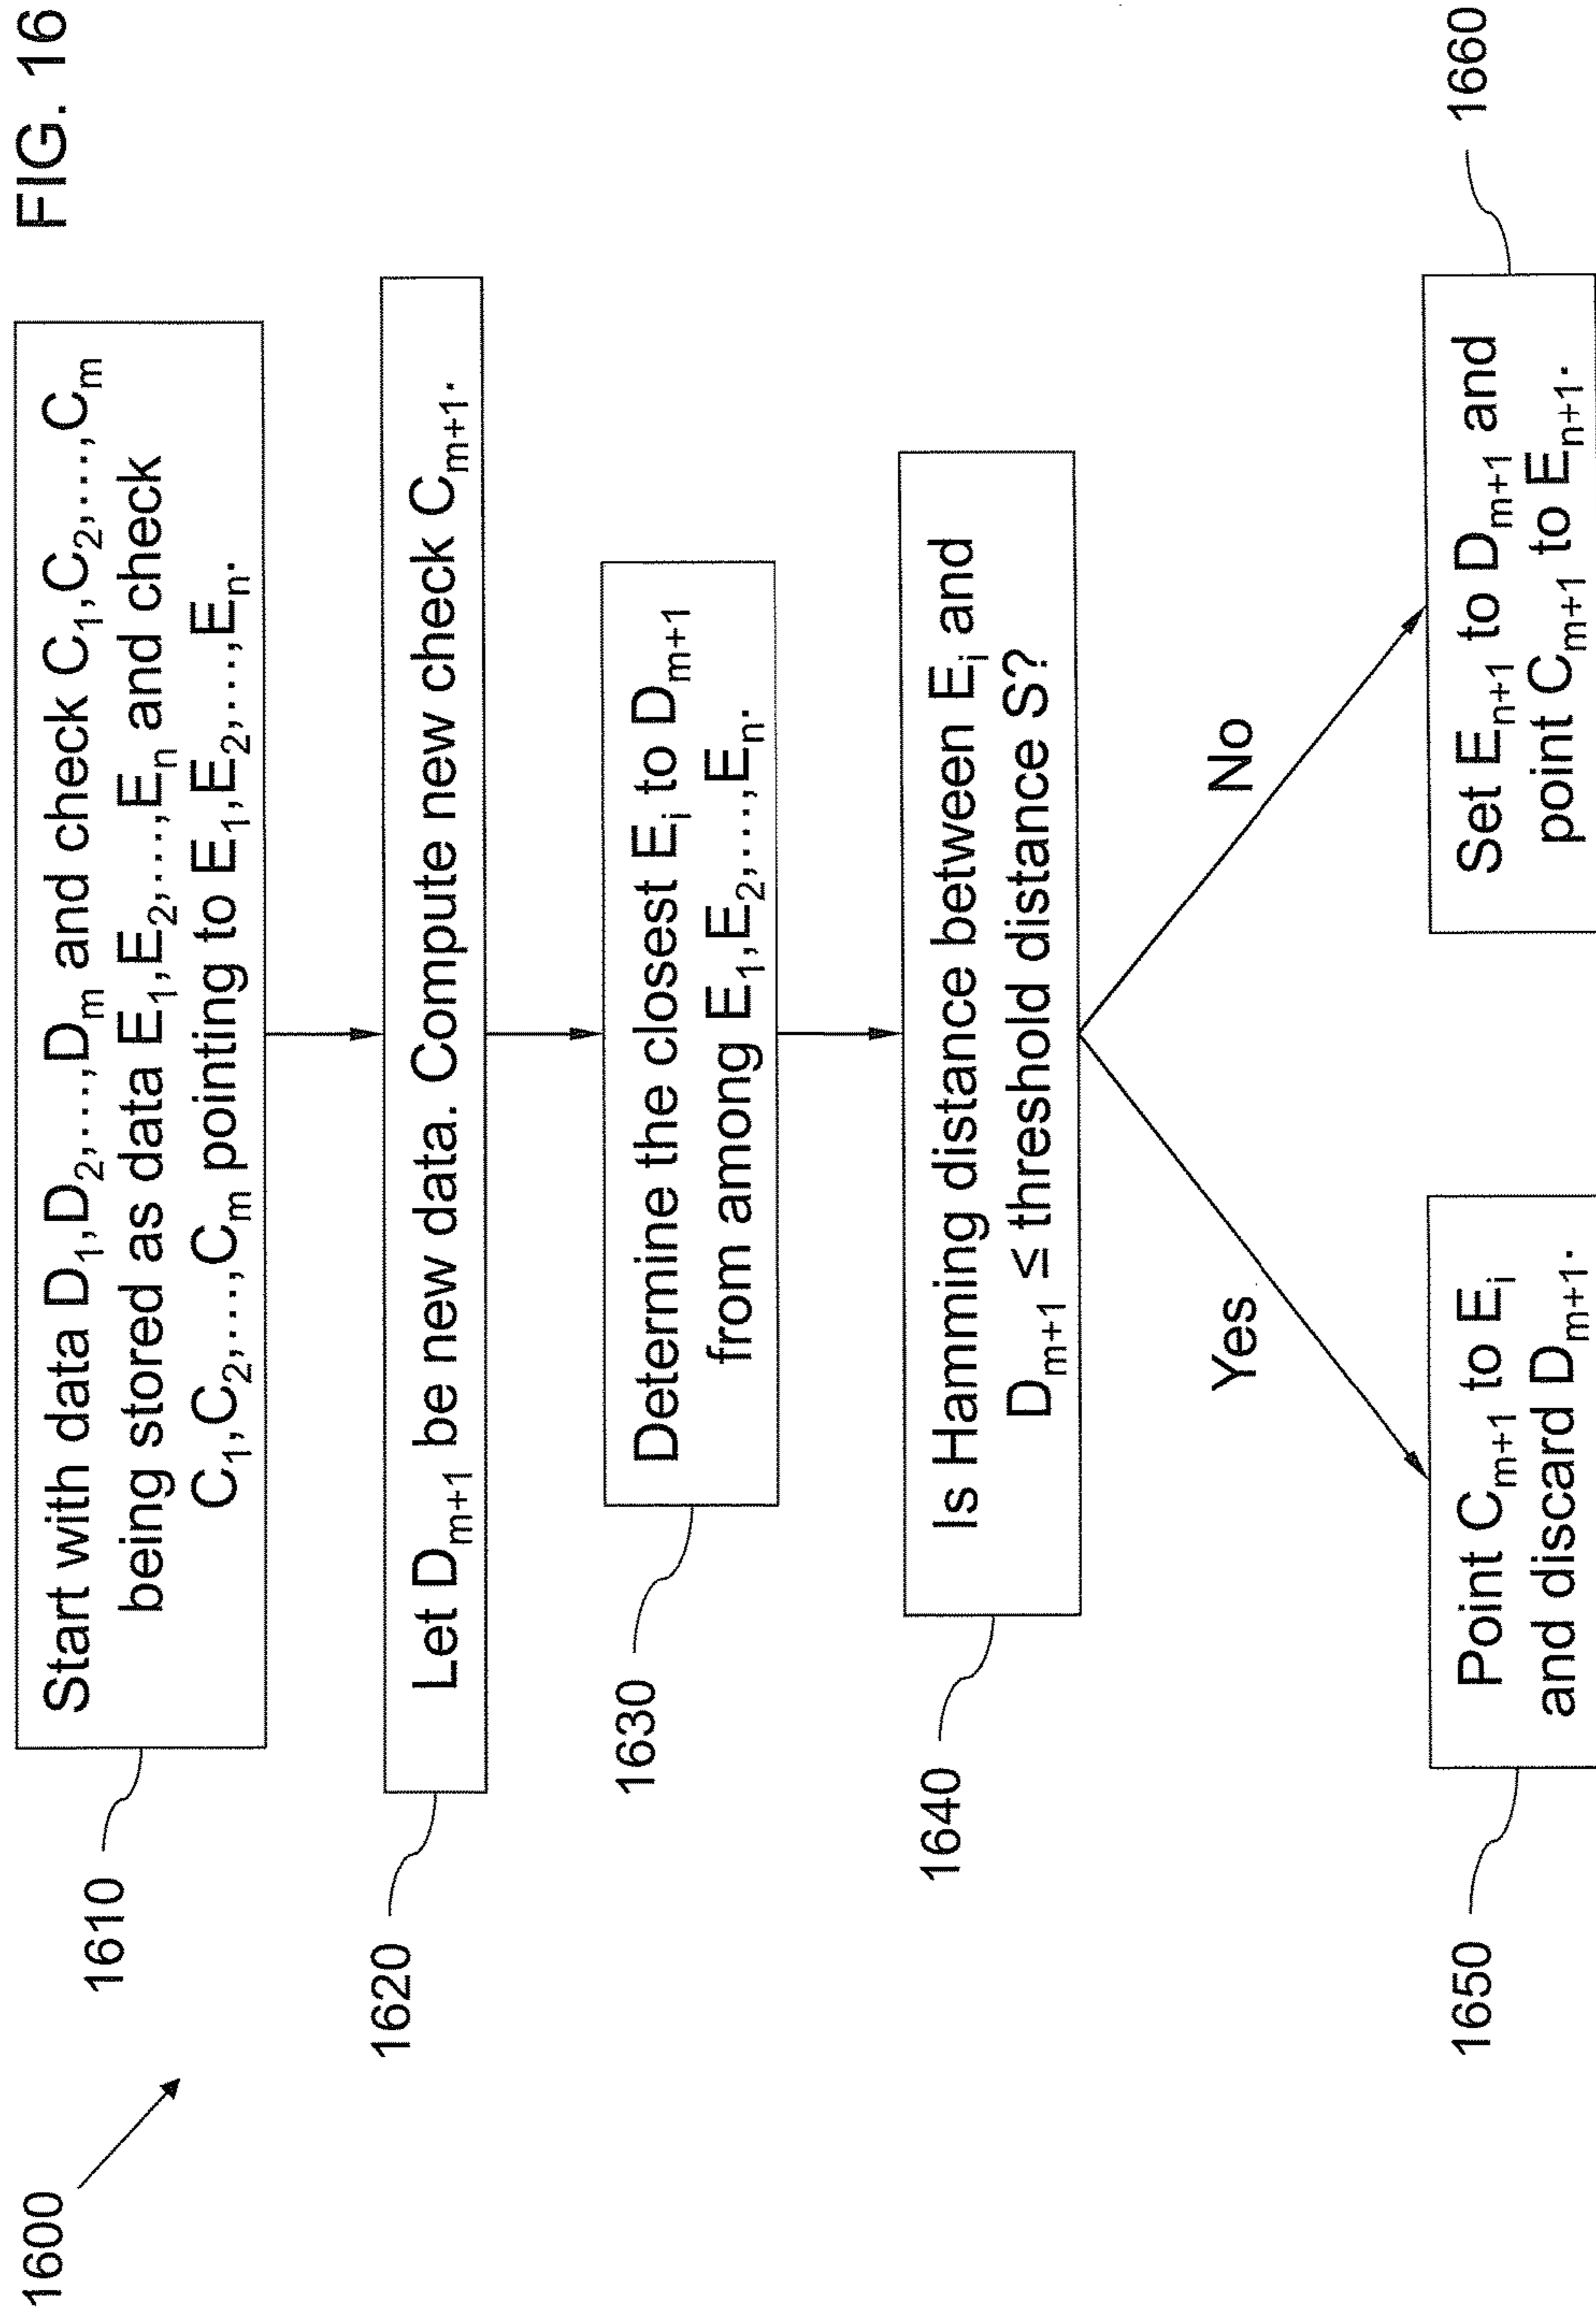 FIG. 16
1600
1610
Start with data D₁,D₂,…,Dₘ and check C₁,C₂,…,Cₘ
being stored as data E₁,E₂,…,Eₙ and check
C₁,C₂,…,Cₘ pointing to E₁,E₂,…,Eₙ.
1620
Let Dₘ₊₁ be new data. Compute new check Cₘ₊₁.
1630
Determine the closest Eᵢ to Dₘ₊₁
from among E₁,E₂,…,Eₙ.
1640
Is Hamming distance between Eᵢ and
Dₘ₊₁ ≤ threshold distance S?
Yes
No
1650
Point Cₘ₊₁ to Eᵢ
and discard Dₘ₊₁.
1660
Set Eₙ₊₁ to Dₘ₊₁ and
point Cₘ₊₁ to Eₙ₊₁.